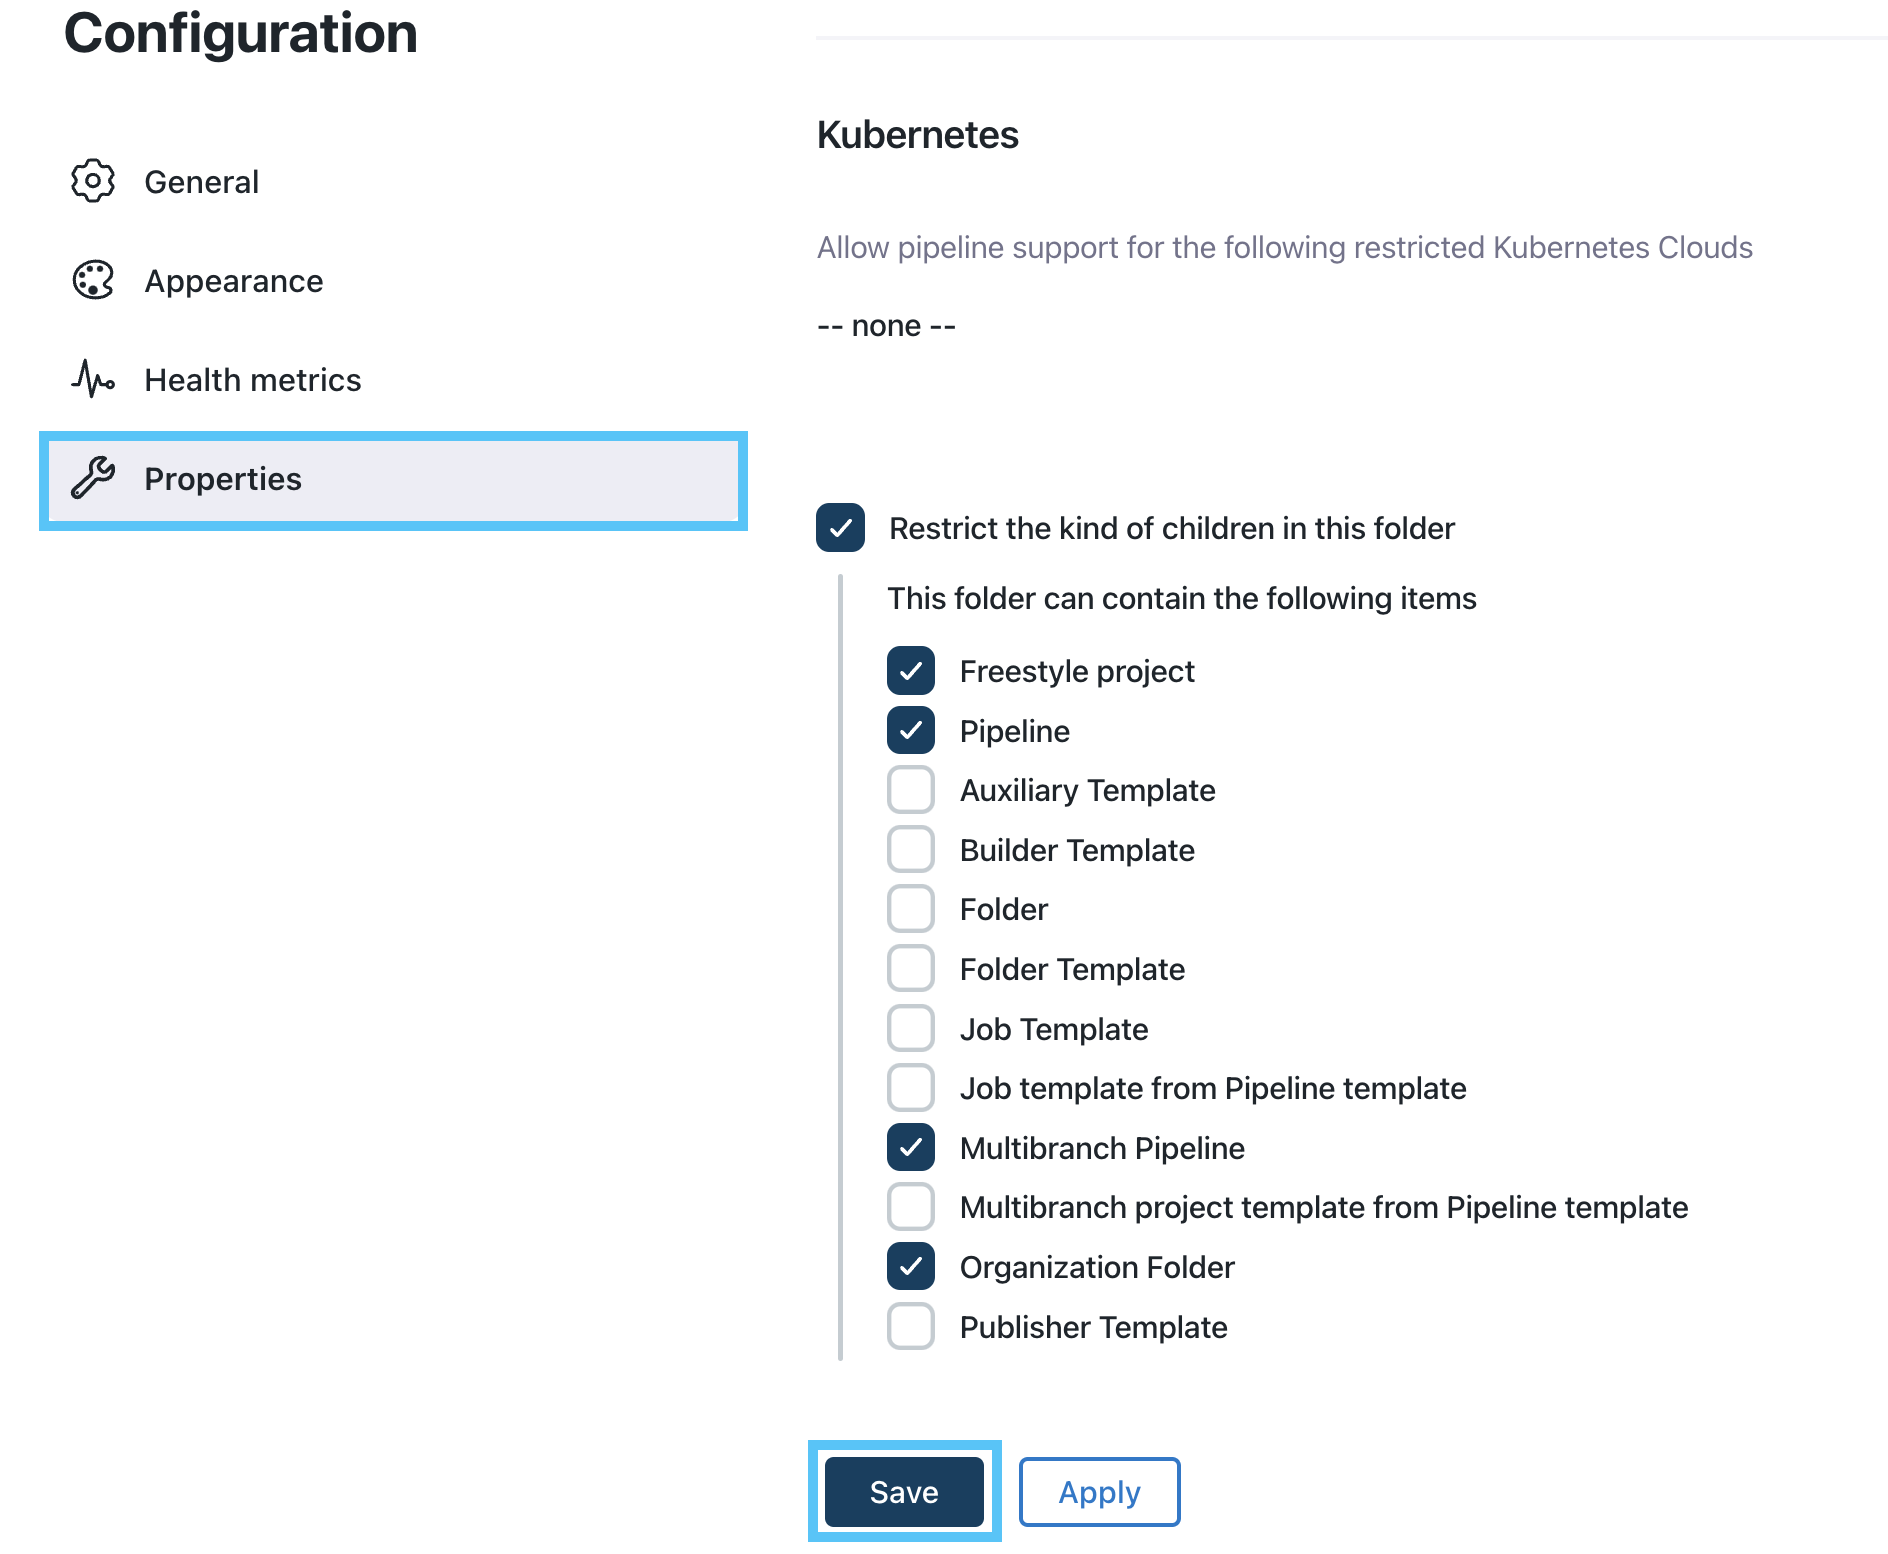 Configuration
General
Appearance
Health metrics
Properties
Kubernetes
Allow pipeline support for the following restricted Kubernetes Clouds
-- none --
Restrict the kind of children in this folder
This folder can contain the following items
Freestyle project
Pipeline
Auxiliary Template
Builder Template
Folder
Folder Template
Job Template
Job template from Pipeline template
Multibranch Pipeline
Multibranch project template from Pipeline template
Organization Folder
Publisher Template
Save
Apply